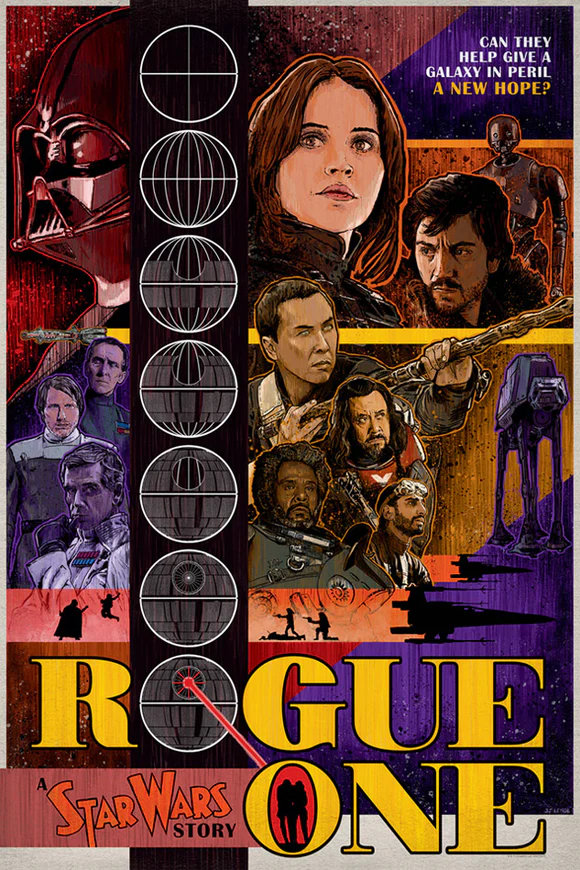 CAN THEY
HELP GIVE A
GALAXY IN PERIL
A NEW HOPE?
ROGUE
ONE
A
STAR WARS
STORY